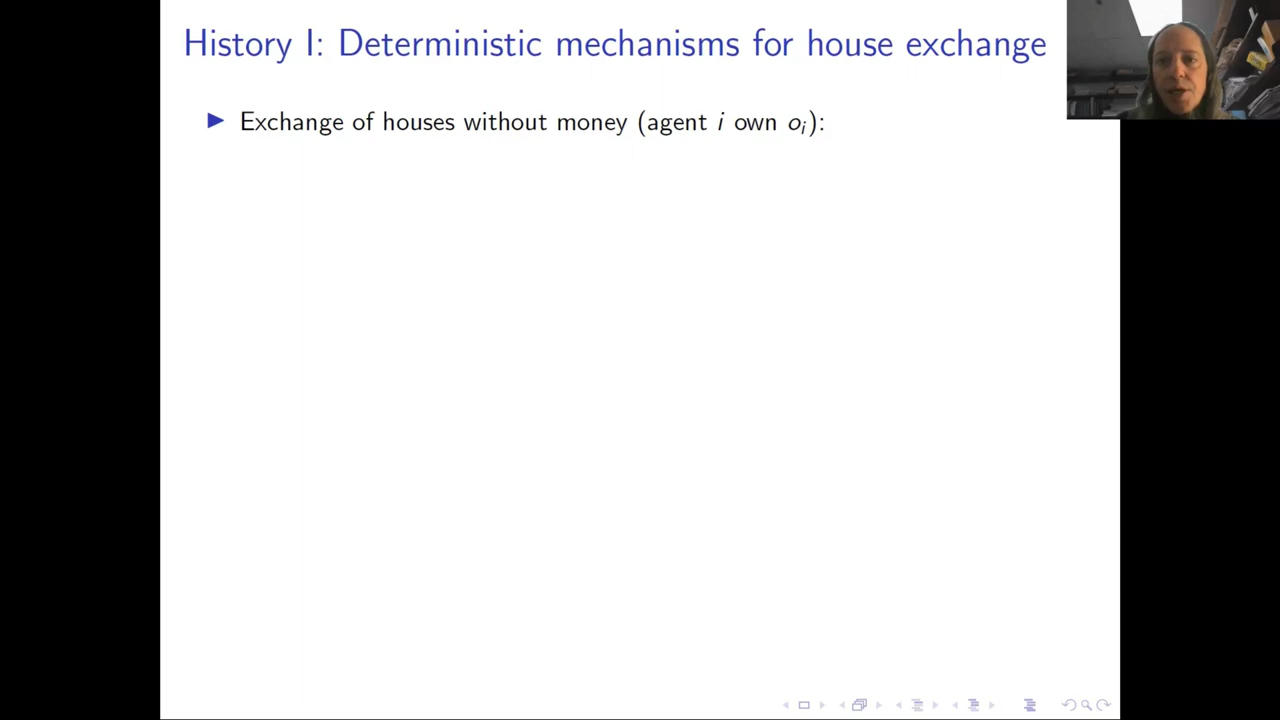 History I: Deterministic mechanisms for house exchange
▶ Exchange of houses without money (agent i own oᵢ):